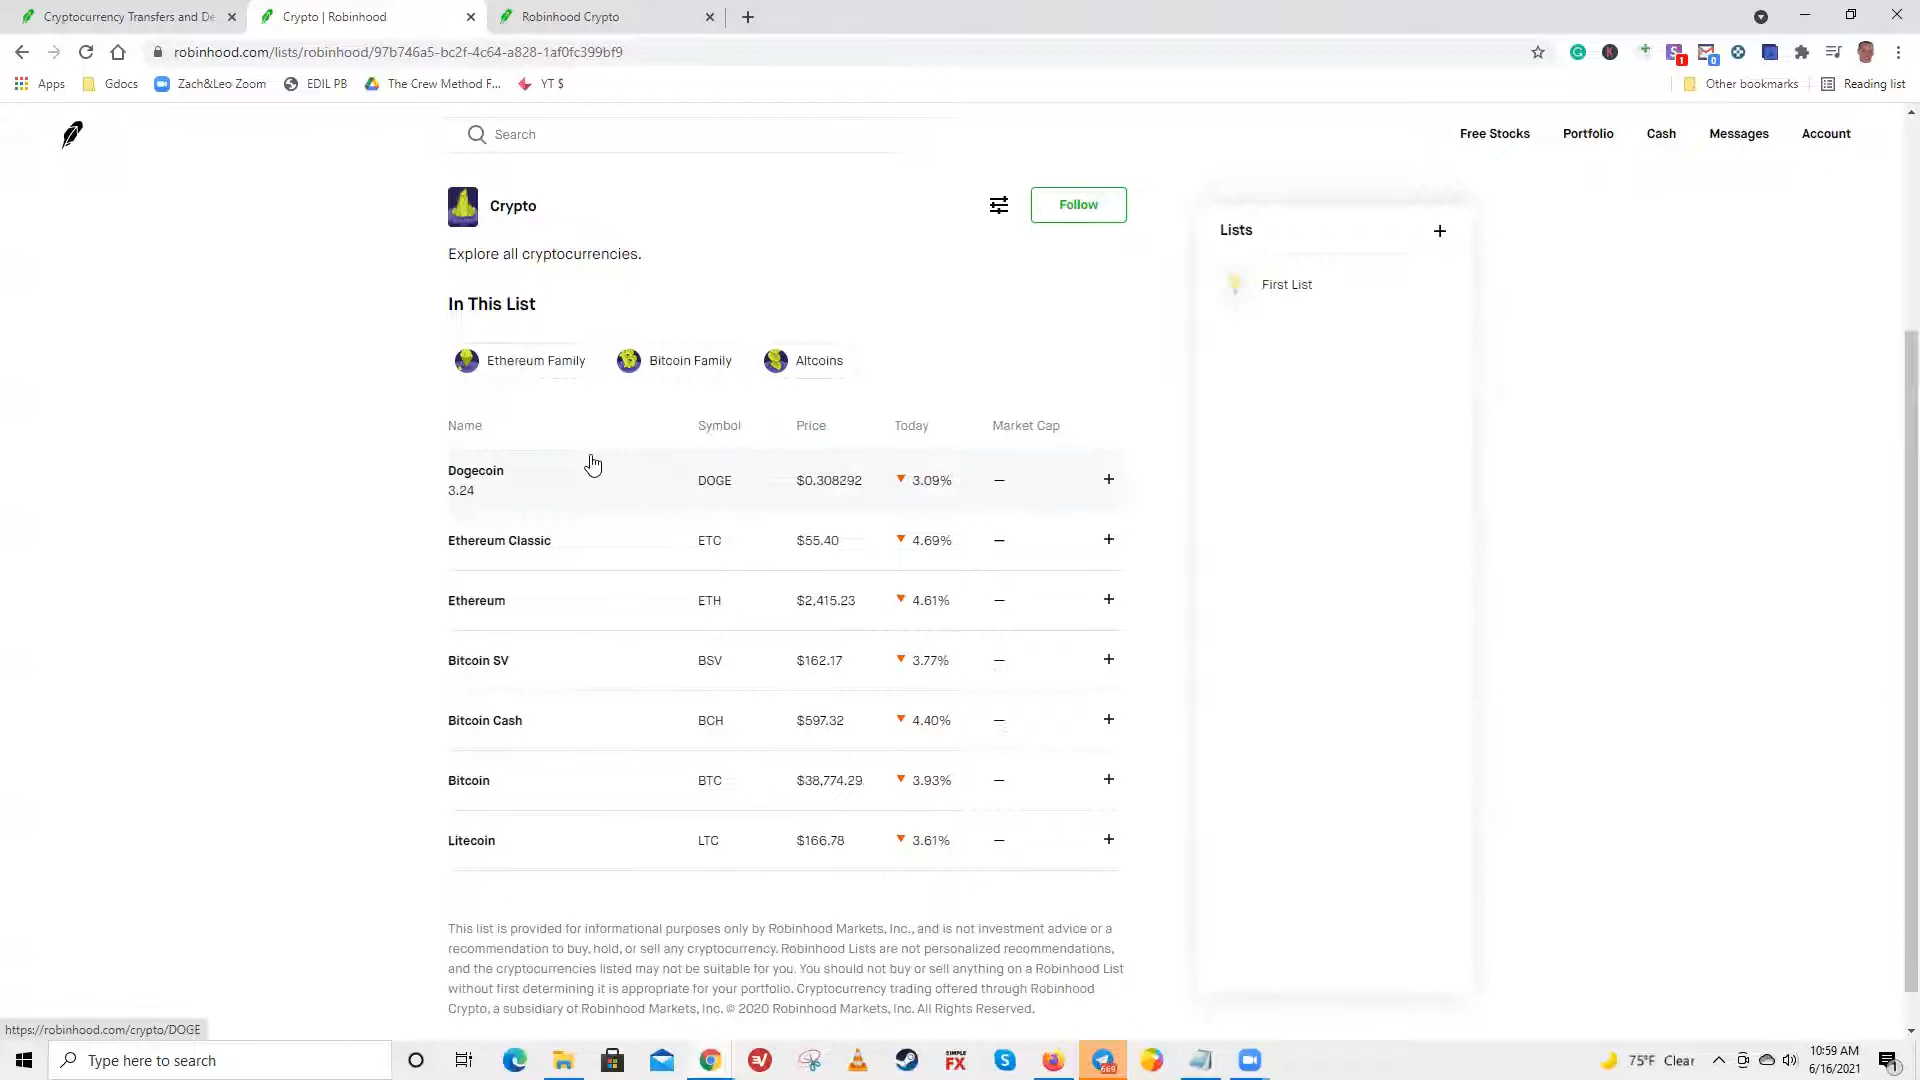 Cryptocurrency Transfers and De
Crypto | Robinhood
Robinhood Crypto
robinhood.com/lists/robinhood/97b746a5-bc2f-4c64-a828-1af0fc399bf9
1
0
Apps
Gdocs
Zach&Leo Zoom
EDIL PB
The Crew Method F...
YT $
Other bookmarks
Reading list
Search
Free Stocks
Portfolio
Cash
Messages
Account
Crypto
Follow
Explore all cryptocurrencies.
In This List
Ethereum Family
Bitcoin Family
Altcoins
Name Symbol Price Today Market Cap
Dogecoin
3.24
DOGE $0.308292 3.09% – +
Ethereum Classic ETC $55.40 4.69% – +
Ethereum ETH $2,415.23 4.61% – +
Bitcoin SV BSV $162.17 3.77% – +
Bitcoin Cash BCH $597.32 4.40% – +
Bitcoin BTC $38,774.29 3.93% – +
Litecoin LTC $166.78 3.61% – +
This list is provided for informational purposes only by Robinhood Markets, Inc., and is not investment advice or a
recommendation to buy, hold, or sell any cryptocurrency. Robinhood Lists are not personalized recommendations,
and the cryptocurrencies listed may not be suitable for you. You should not buy or sell anything on a Robinhood List
without first determining it is appropriate for your portfolio. Cryptocurrency trading offered through Robinhood
Crypto, a subsidiary of Robinhood Markets, Inc. © 2020 Robinhood Markets, Inc. All Rights Reserved.
Lists +
First List
https://robinhood.com/crypto/DOGE
Type here to search
SIMPLE
FX
669
75°F Clear
10:59 AM
6/16/2021
1